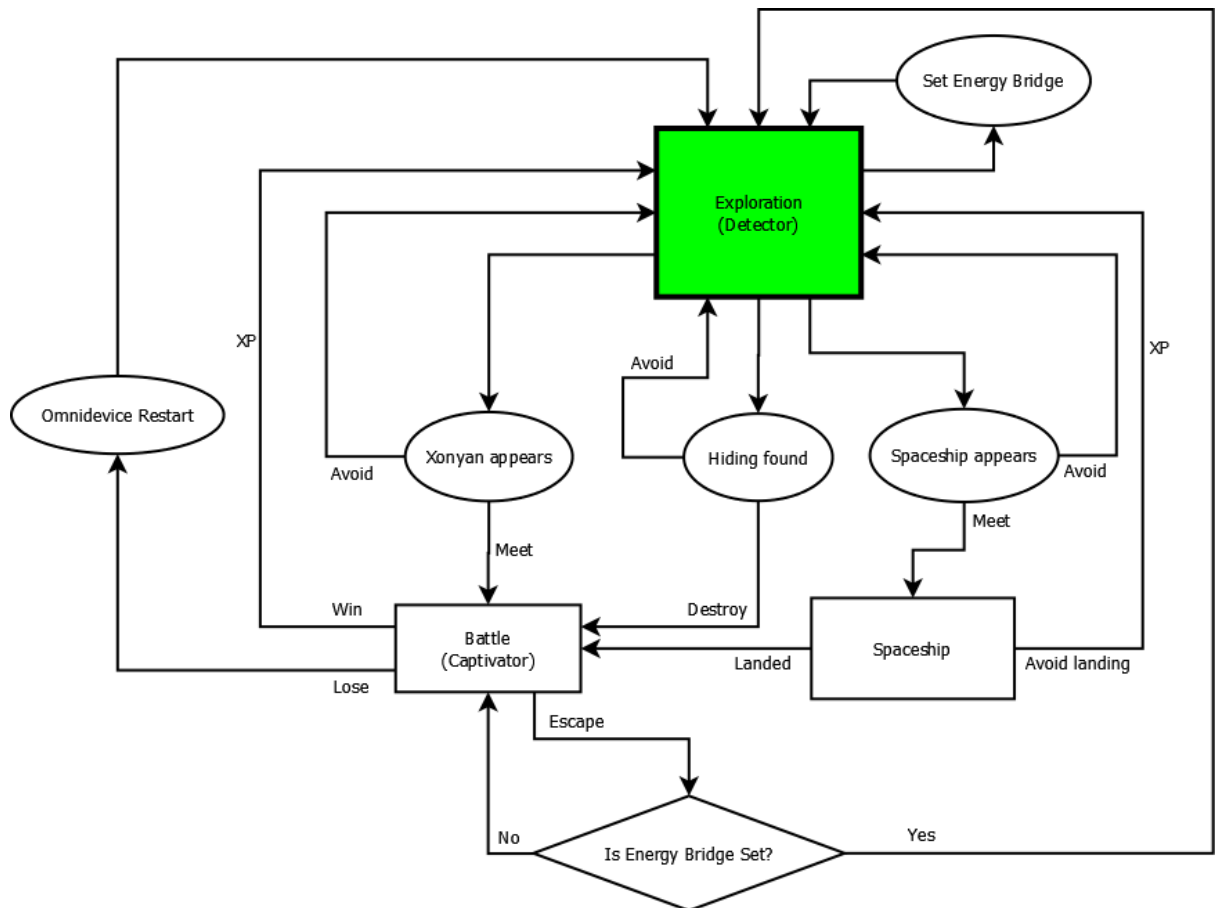 Set Energy Bridge
Exploration
(Detector)
XP
XP
Avoid
Omnidevice Restart
Xonyan appears
Hiding found
Spaceship appears
Avoid
Avoid
Meet
Meet
Win
Destroy
Battle
(Captivator)
Landed
Spaceship
Avoid landing
Lose
Escape
No
Is Energy Bridge Set?
Yes